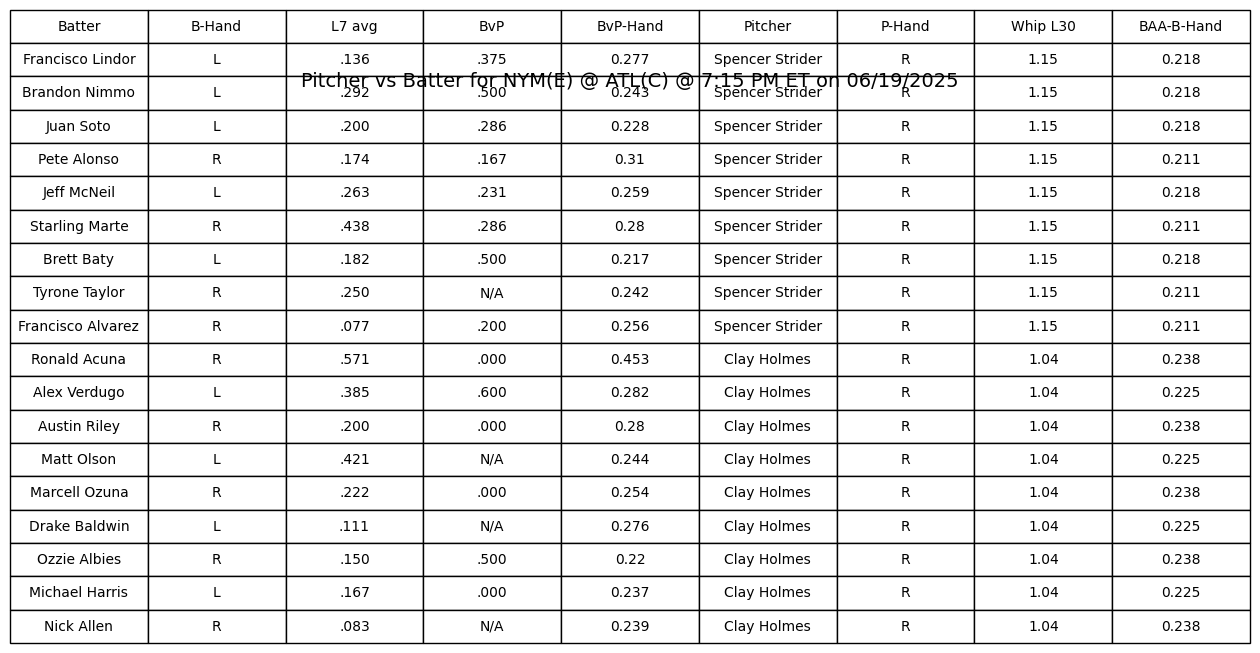 Batter B-Hand L7 avg BvP BvP-Hand Pitcher P-Hand Whip L30 BAA-B-Hand
Francisco Lindor L .136 .375 0.277 Spencer Strider R 1.15 0.218
Pitcher vs Batter for NYM(E) @ ATL(C) @ 7:15 PM ET on 06/19/2025
Brandon Nimmo L .292 .500 0.243 Spencer Strider R 1.15 0.218
Juan Soto L .200 .286 0.228 Spencer Strider R 1.15 0.218
Pete Alonso R .174 .167 0.31 Spencer Strider R 1.15 0.211
Jeff McNeil L .263 .231 0.259 Spencer Strider R 1.15 0.218
Starling Marte R .438 .286 0.28 Spencer Strider R 1.15 0.211
Brett Baty L .182 .500 0.217 Spencer Strider R 1.15 0.218
Tyrone Taylor R .250 N/A 0.242 Spencer Strider R 1.15 0.211
Francisco Alvarez R .077 .200 0.256 Spencer Strider R 1.15 0.211
Ronald Acuna R .571 .000 0.453 Clay Holmes R 1.04 0.238
Alex Verdugo L .385 .600 0.282 Clay Holmes R 1.04 0.225
Austin Riley R .200 .000 0.28 Clay Holmes R 1.04 0.238
Matt Olson L .421 N/A 0.244 Clay Holmes R 1.04 0.225
Marcell Ozuna R .222 .000 0.254 Clay Holmes R 1.04 0.238
Drake Baldwin L .111 N/A 0.276 Clay Holmes R 1.04 0.225
Ozzie Albies R .150 .500 0.22 Clay Holmes R 1.04 0.238
Michael Harris L .167 .000 0.237 Clay Holmes R 1.04 0.225
Nick Allen R .083 N/A 0.239 Clay Holmes R 1.04 0.238